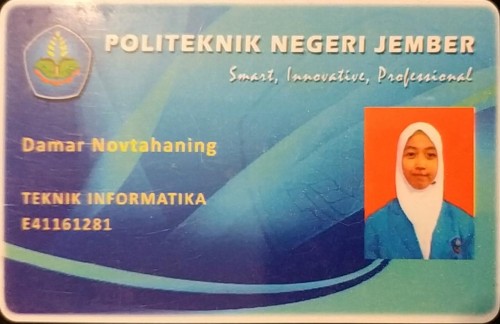 POLITEKNIK NEGERI JEMBER
Smart, Innovative, Professional
Damar Novtahaning
TEKNIK INFORMATIKA
E41161281